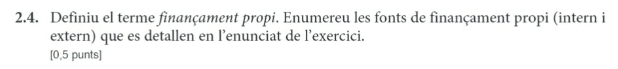 2.4. Definiu el terme finançament propi. Enumereu les fonts de finançament propi (intern i
extern) que es detallen en l'enunciat de l'exercici.
[0,5 punts]